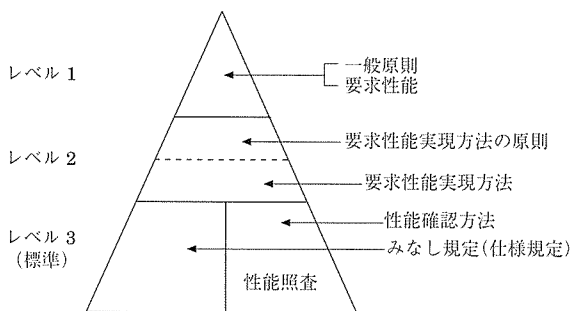 レベル 1
一般原則
要求性能
要求性能実現方法の原則
レベル 2
要求性能実現方法
性能確認方法
レベル 3
(標準)
みなし規定(仕様規定)
性能照査